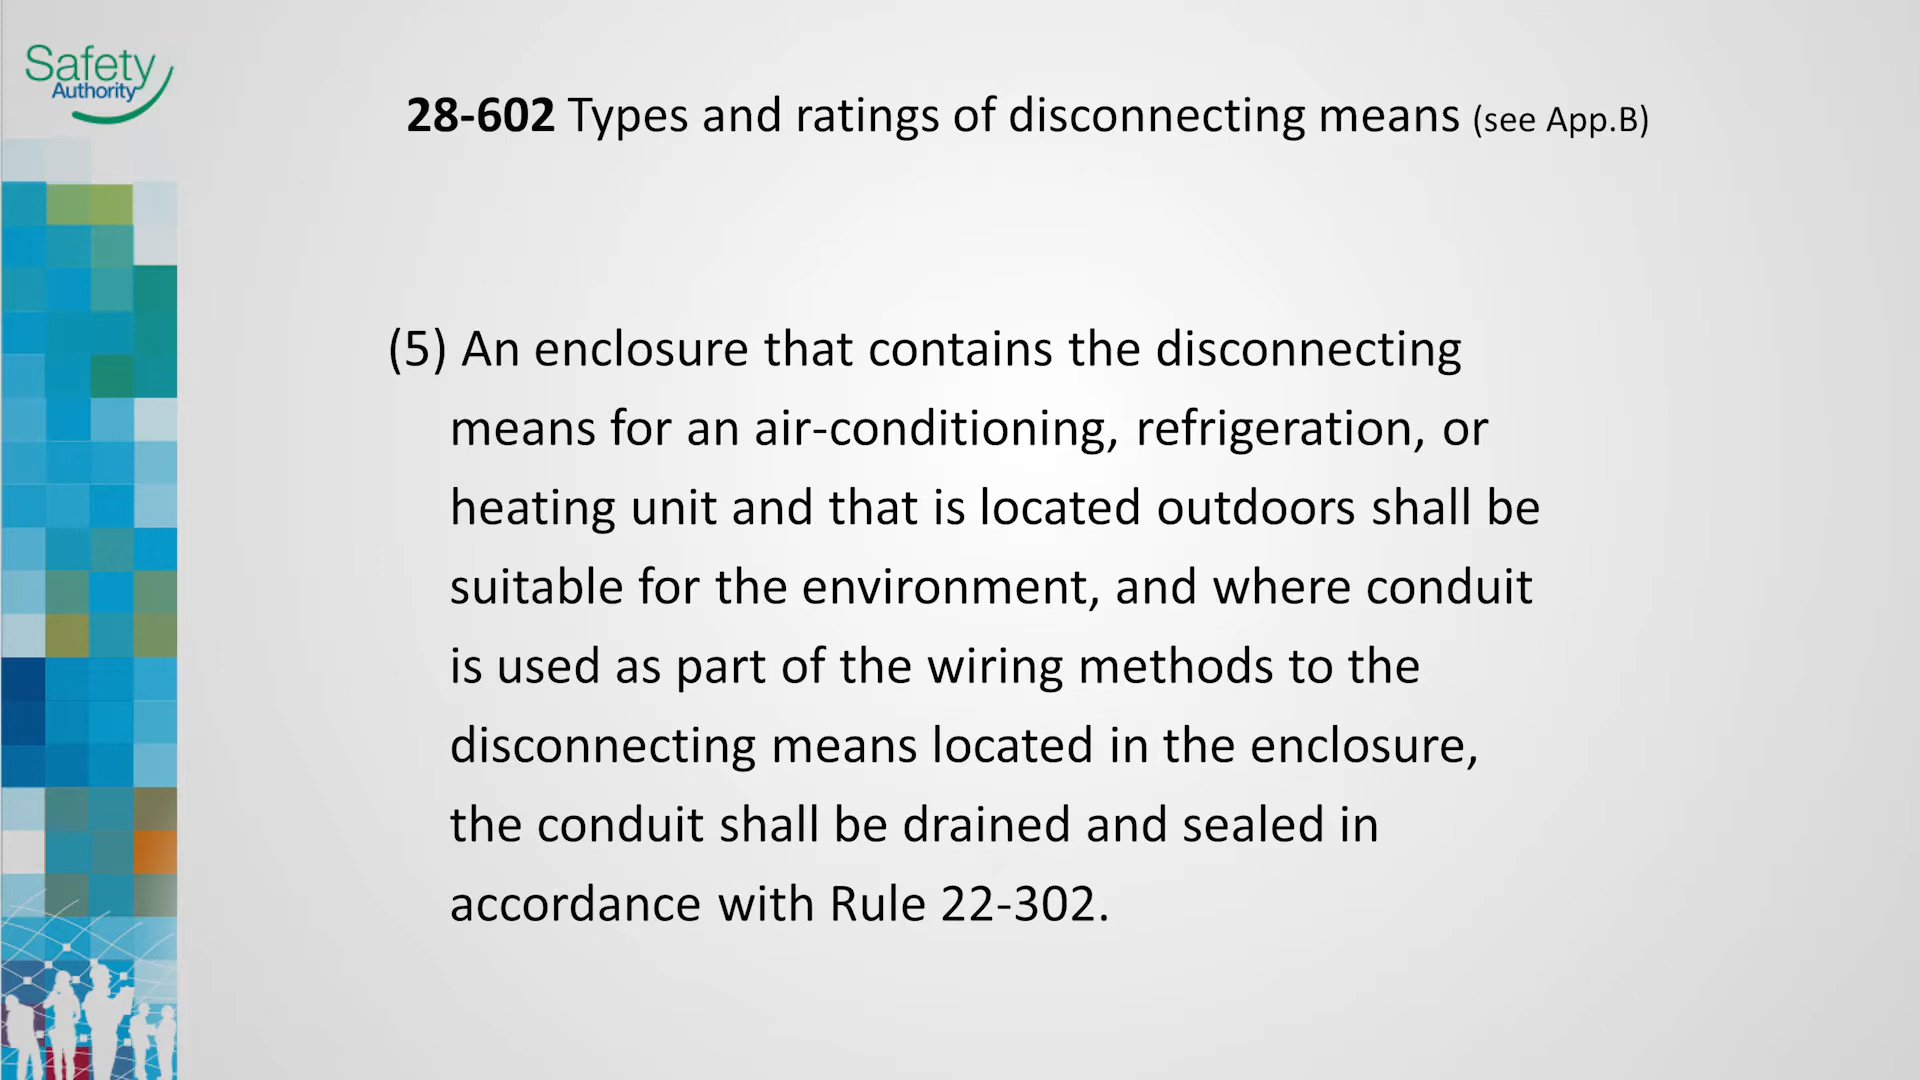 Safety
Authority
28-602 Types and ratings of disconnecting means (see App.B)
(5) An enclosure that contains the disconnecting
means for an air-conditioning, refrigeration, or
heating unit and that is located outdoors shall be
suitable for the environment, and where conduit
is used as part of the wiring methods to the
disconnecting means located in the enclosure,
the conduit shall be drained and sealed in
accordance with Rule 22-302.